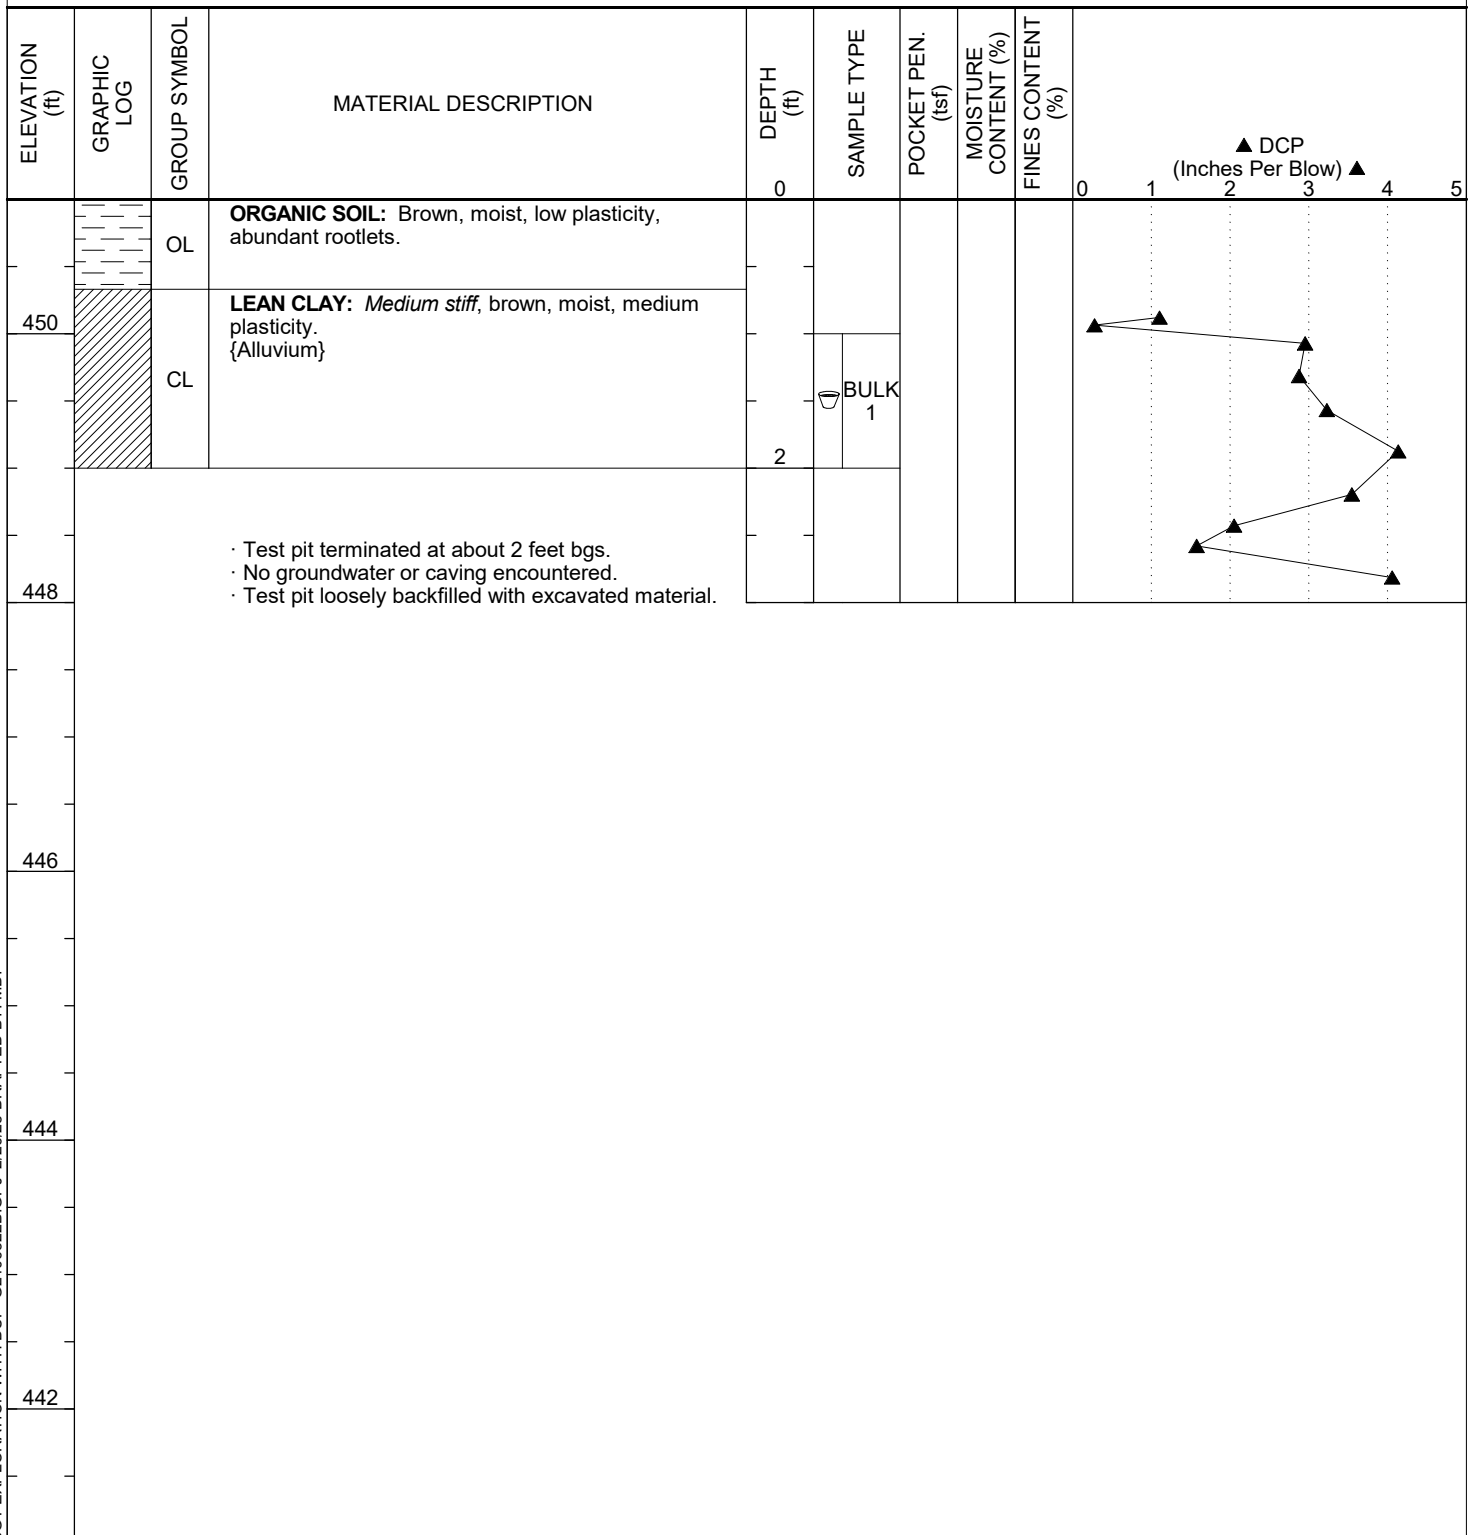 ELEVATION
(ft)
GRAPHIC
LOG
GROUP SYMBOL
MATERIAL DESCRIPTION
DEPTH
(ft)
0
SAMPLE TYPE
POCKET PEN.
(tsf)
MOISTURE
CONTENT (%)
FINES CONTENT
(%)
▲ DCP
(Inches Per Blow) ▲
0 1 2 3 4 5
OL
ORGANIC SOIL: Brown, moist, low plasticity,
abundant rootlets.
450
CL
LEAN CLAY: Medium stiff, brown, moist, medium
plasticity.
{Alluvium}
BULK
1
2
· Test pit terminated at about 2 feet bgs.
· No groundwater or caving encountered.
· Test pit loosely backfilled with excavated material.
448
446
444
442